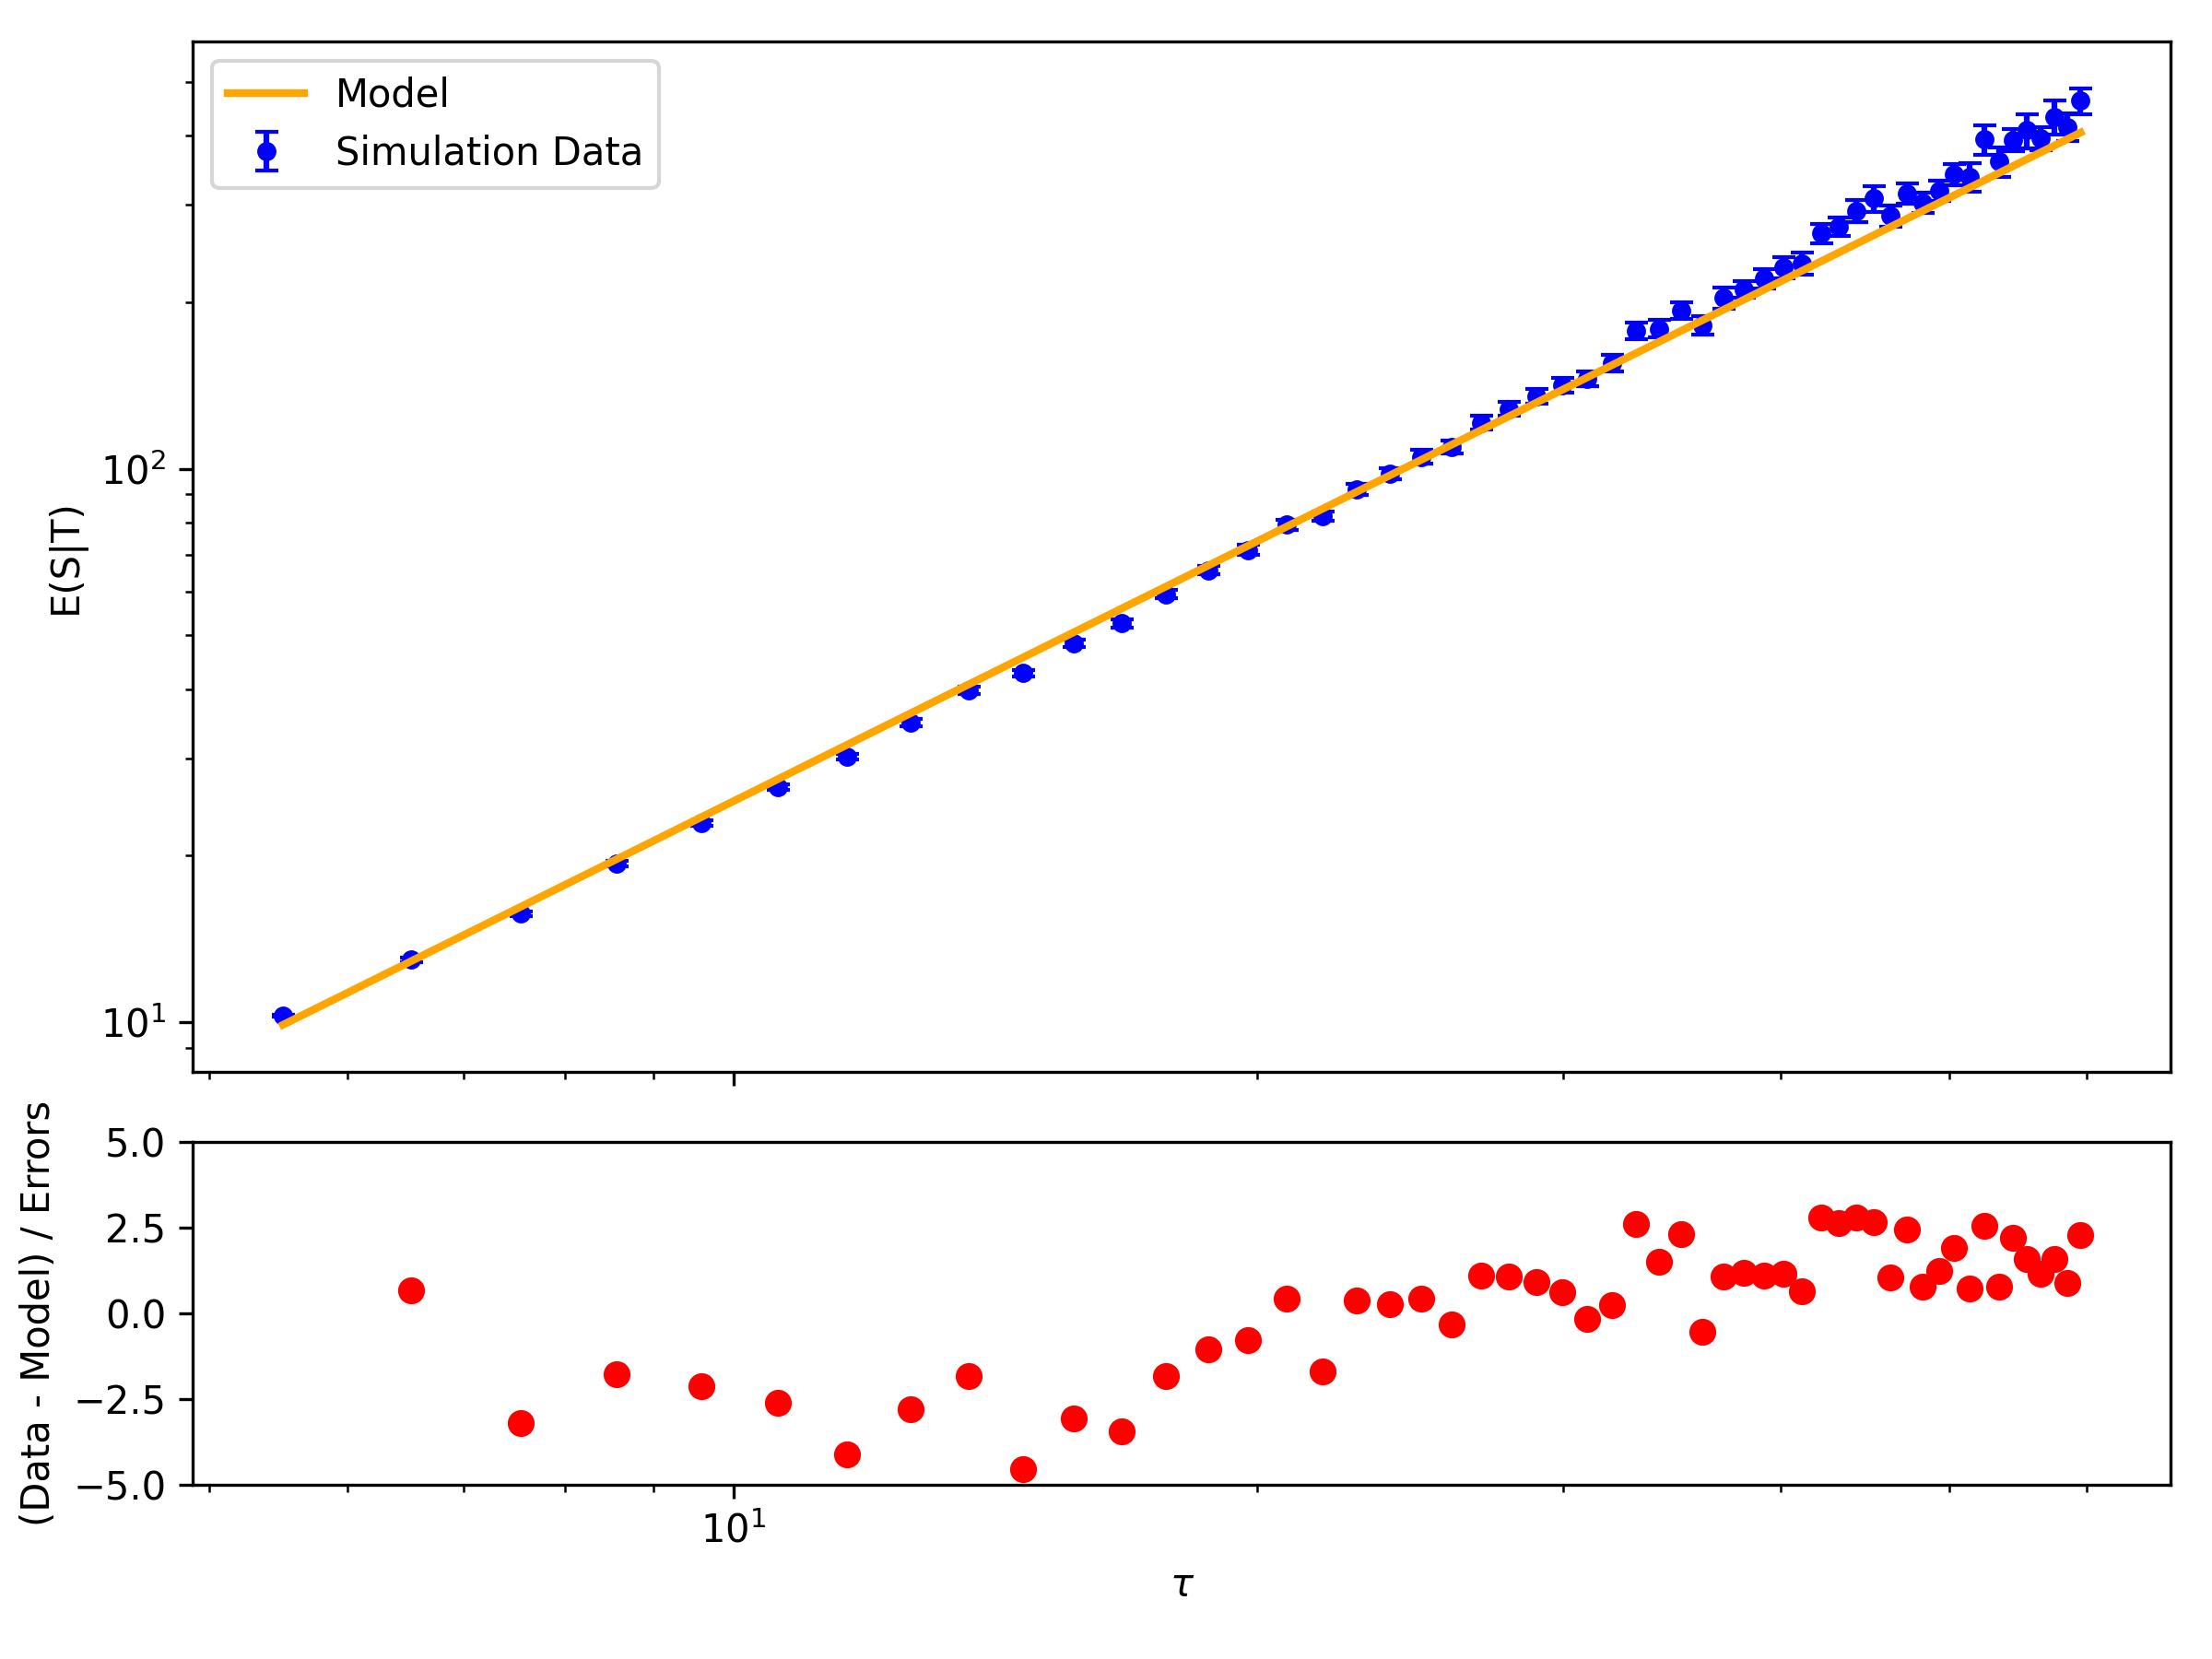 Model
Simulation Data
E(S|T)
10²
10¹
(Data - Model) / Errors
5.0
2.5
0.0
−2.5
−5.0
10¹
τ